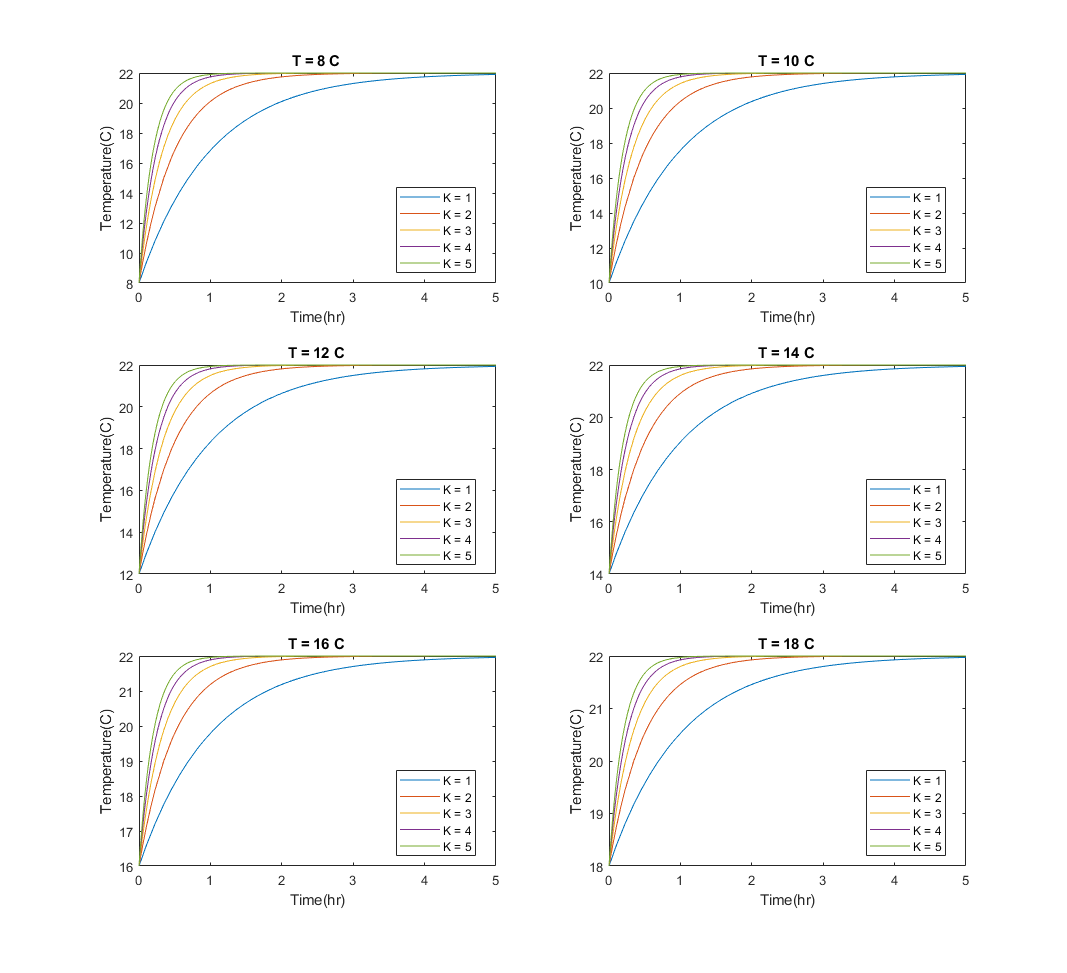 T = 8 C
22
20
18
16
14
12
10
8
Temperature(C)
K = 1
K = 2
K = 3
K = 4
K = 5
0 1 2 3 4 5
Time(hr)
T = 10 C
22
20
18
16
14
12
10
Temperature(C)
K = 1
K = 2
K = 3
K = 4
K = 5
0 1 2 3 4 5
Time(hr)
T = 12 C
22
20
18
16
14
12
Temperature(C)
K = 1
K = 2
K = 3
K = 4
K = 5
0 1 2 3 4 5
Time(hr)
T = 14 C
22
20
18
16
14
Temperature(C)
K = 1
K = 2
K = 3
K = 4
K = 5
0 1 2 3 4 5
Time(hr)
T = 16 C
22
21
20
19
18
17
16
Temperature(C)
K = 1
K = 2
K = 3
K = 4
K = 5
0 1 2 3 4 5
Time(hr)
T = 18 C
22
21
20
19
18
Temperature(C)
K = 1
K = 2
K = 3
K = 4
K = 5
0 1 2 3 4 5
Time(hr)